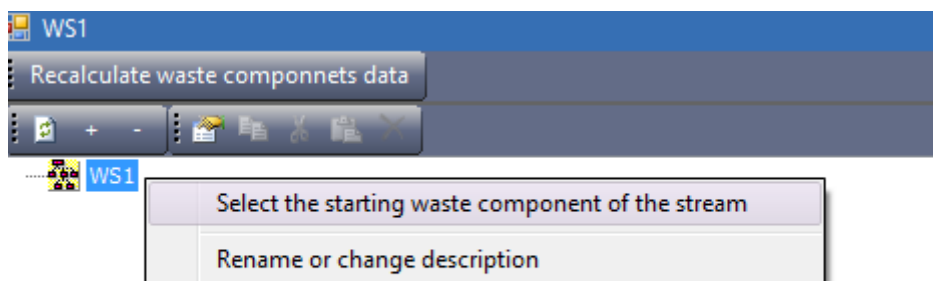 WS1
Recalculate waste componnets data
+ -
WS1
Select the starting waste component of the stream
Rename or change description